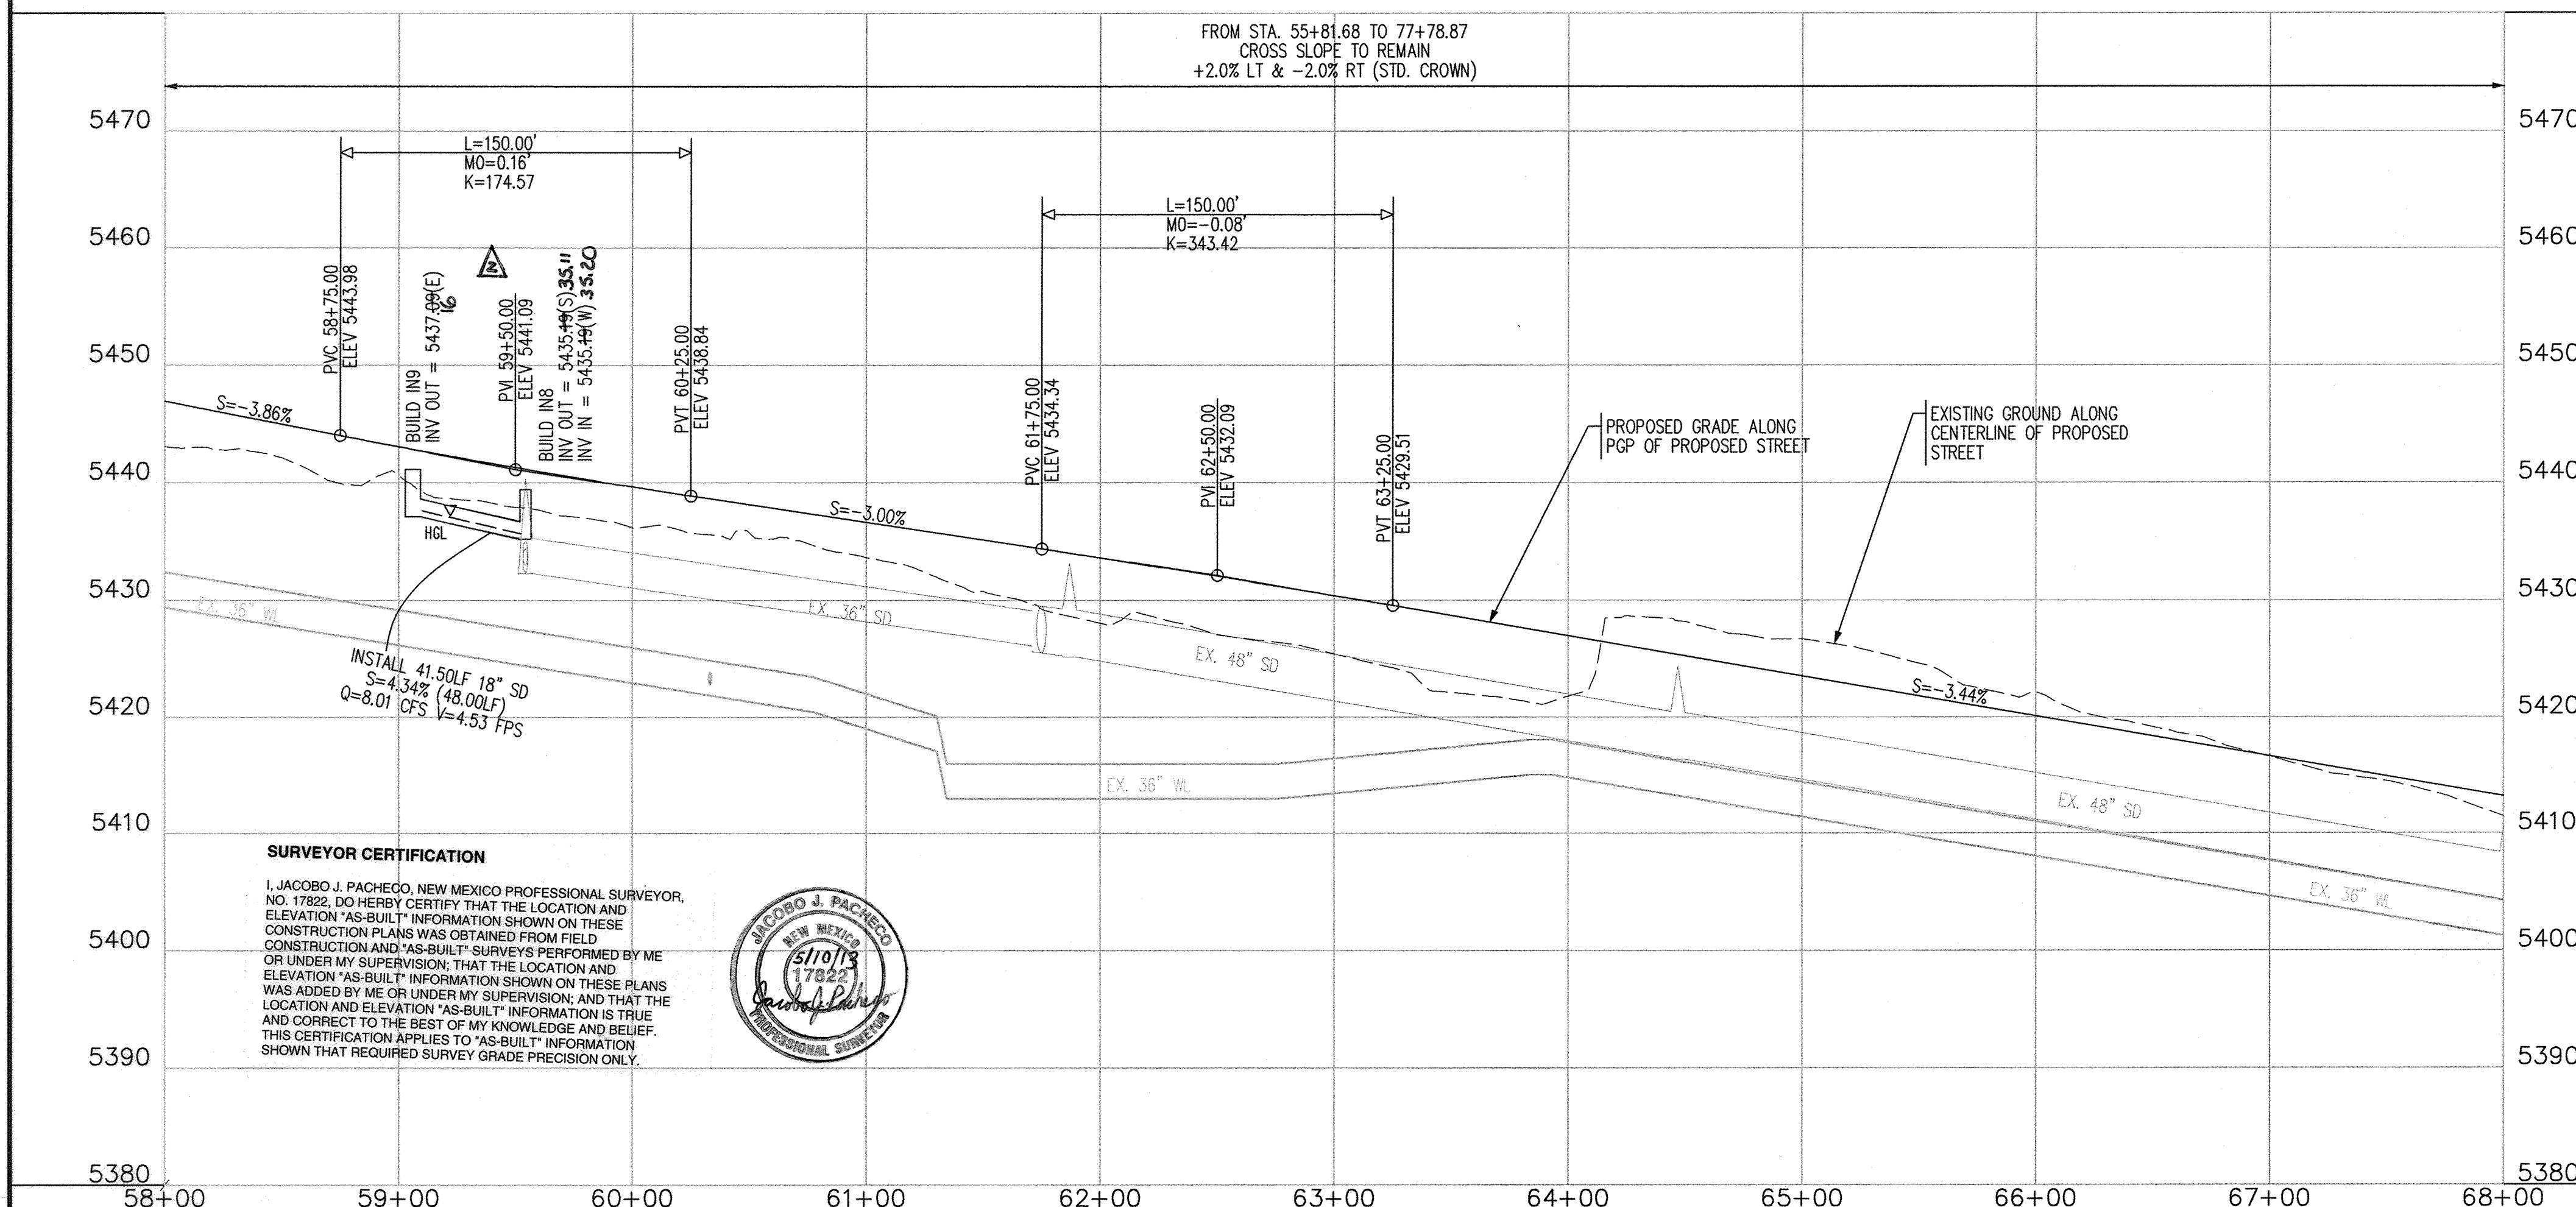 FROM STA. 55+81.68 TO 77+78.87
CROSS SLOPE TO REMAIN
+2.0% LT & -2.0% RT (STD. CROWN)
5470
5470
L=150.00'
MO=0.16'
K=174.57
L=150.00'
MO=-0.08'
K=343.42
5460
5460
PVC 58+75.00
ELEV 5443.98
BUILD IN9
INV OUT = 5437.09(E)
16
2
PVI 59+50.00
ELEV 5441.09
BUILD IN8
INV OUT = 5435.19(S) 35.11
INV IN = 5435.19(W) 35.20
PVT 60+25.00
ELEV 5438.84
PVC 61+75.00
ELEV 5434.34
PVI 62+50.00
ELEV 5432.09
PVT 63+25.00
ELEV 5429.51
5450
5450
S=-3.86%
PROPOSED GRADE ALONG
PGP OF PROPOSED STREET
EXISTING GROUND ALONG
CENTERLINE OF PROPOSED
STREET
5440
5440
S=-3.00%
HGL
5430
5430
EX. 36" WL
EX. 36" SD
EX. 48" SD
INSTALL 41.50LF 18" SD
S=4.34% (48.00LF)
Q=8.01 CFS V=4.53 FPS
S=-3.44%
5420
5420
EX. 36" WL
EX. 48" SD
5410
5410
EX. 36" WL
SURVEYOR CERTIFICATION
I, JACOBO J. PACHECO, NEW MEXICO PROFESSIONAL SURVEYOR,
NO. 17822, DO HERBY CERTIFY THAT THE LOCATION AND
ELEVATION "AS-BUILT" INFORMATION SHOWN ON THESE
CONSTRUCTION PLANS WAS OBTAINED FROM FIELD
CONSTRUCTION AND "AS-BUILT" SURVEYS PERFORMED BY ME
OR UNDER MY SUPERVISION; THAT THE LOCATION AND
ELEVATION "AS-BUILT" INFORMATION SHOWN ON THESE PLANS
WAS ADDED BY ME OR UNDER MY SUPERVISION; AND THAT THE
LOCATION AND ELEVATION "AS-BUILT" INFORMATION IS TRUE
AND CORRECT TO THE BEST OF MY KNOWLEDGE AND BELIEF.
THIS CERTIFICATION APPLIES TO "AS-BUILT" INFORMATION
SHOWN THAT REQUIRED SURVEY GRADE PRECISION ONLY.
JACOBO J. PACHECO
NEW MEXICO
5/10/13
17822
Jacobo J. Pacheco
PROFESSIONAL SURVEYOR
5400
5400
5390
5390
5380
5380
58+00
59+00
60+00
61+00
62+00
63+00
64+00
65+00
66+00
67+00
68+00